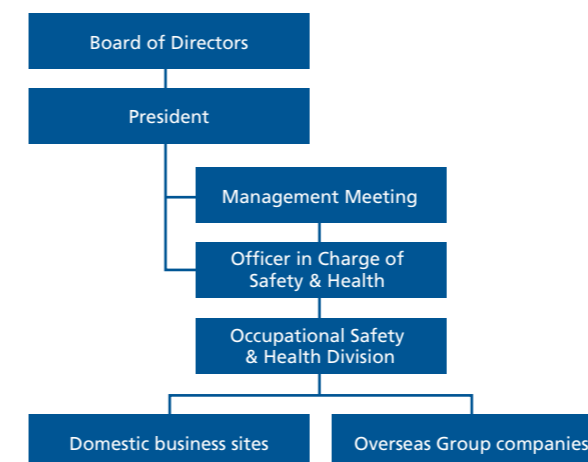 Board of Directors
President
Management Meeting
Officer in Charge of
Safety & Health
Occupational Safety
& Health Division
Domestic business sites
Overseas Group companies